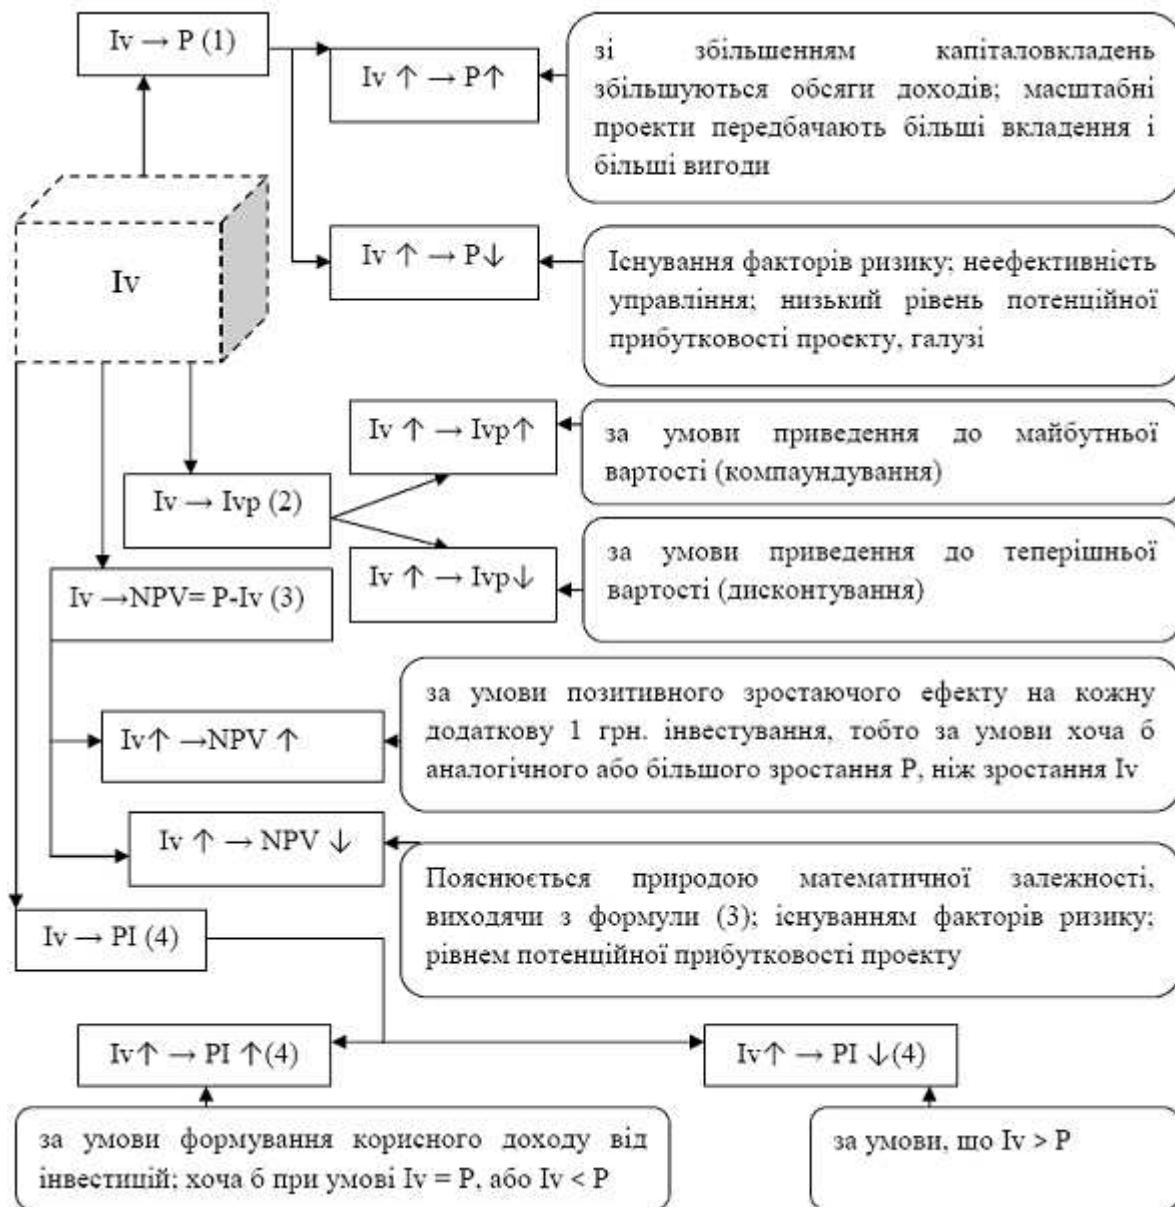 Iv → P (1)
Iv ↑ → P↑
зі збільшенням капіталовкладень
збільшуються обсяги доходів; масштабні
проекти передбачають більші вкладення і
більші вигоди
Iv
Iv ↑ → P↓
Існування факторів ризику; неефективність
управління; низький рівень потенційної
прибутковості проекту, галузі
Iv ↑ → Ivp↑
за умови приведення до майбутньої
вартості (компаундування)
Iv → Ivp (2)
Iv ↑ → Ivp↓
за умови приведення до теперішньої
вартості (дисконтування)
Iv →NPV= P-Iv (3)
Iv↑ →NPV ↑
за умови позитивного зростаючого ефекту на кожну
додаткову 1 грн. інвестування, тобто за умови хоча б
аналогічного або більшого зростання P, ніж зростання Iv
Iv ↑ → NPV ↓
Пояснюється природою математичної залежності,
виходячи з формули (3); існуванням факторів ризику;
рівнем потенційної прибутковості проекту
Iv → PI (4)
Iv↑ → PI ↑(4)
Iv↑ → PI ↓(4)
за умови формування корисного доходу від
інвестицій; хоча б при умові Iv = P, або Iv < P
за умови, що Iv > P